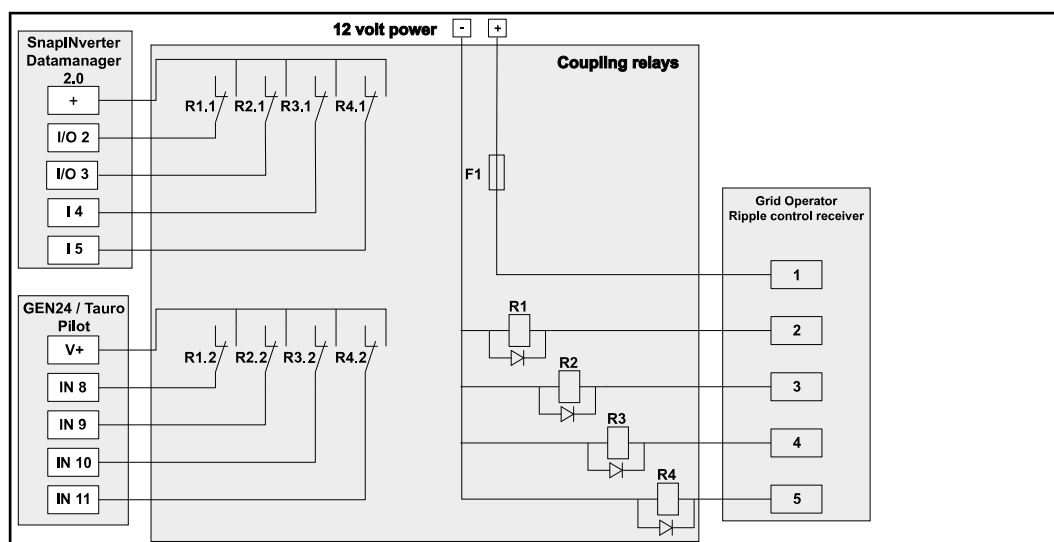 12 volt power - +
SnapINverter
Datamanager
2.0
+
I/O 2
I/O 3
I 4
I 5
R1.1 R2.1 R3.1 R4.1
Coupling relays
F1
Grid Operator
Ripple control receiver
1
2
3
4
5
GEN24 / Tauro
Pilot
V+
IN 8
IN 9
IN 10
IN 11
R1.2 R2.2 R3.2 R4.2
R1
R2
R3
R4